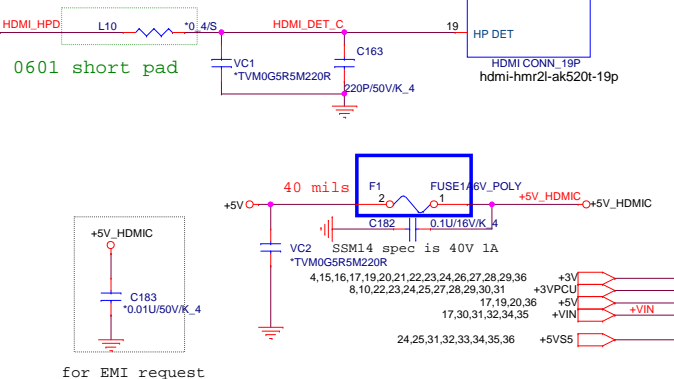 HDMI_HPD L10 *0_4/S HDMI_DET_C 19 HP DET
0601 short pad
HDMI CONN_19P
hdmi-hmr2l-ak520t-19p
VC1
*TVM0G5R5M220R
C163
220P/50V/K_4
40 mils F1 FUSE1A6V_POLY
+5V 2 1 +5V_HDMIC +5V_HDMIC
C182 0.1U/16V/K_4
SSM14 spec is 40V 1A
VC2
*TVM0G5R5M220R
+5V_HDMIC
C183
*0.01U/50V/K_4
for EMI request
4,15,16,17,19,20,21,22,23,24,26,27,28,29,36 +3V
8,10,22,23,24,25,27,28,29,30,31 +3VPCU
17,19,20,36 +5V
17,30,31,32,34,35 +VIN +VIN
24,25,31,32,33,34,35,36 +5VS5